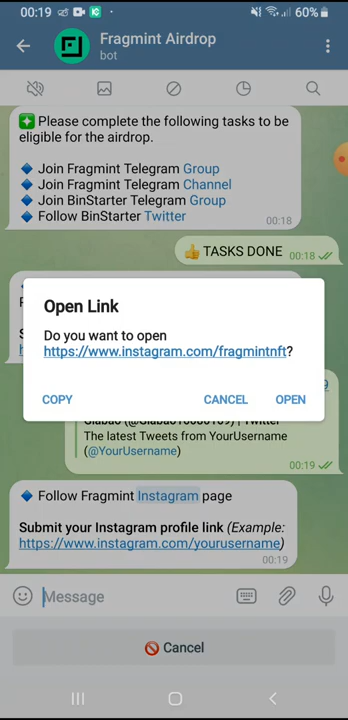 00:19
60%
Fragmint Airdrop
bot
Please complete the following tasks to be
eligible for the airdrop.
Join Fragmint Telegram Group
Join Fragmint Telegram Channel
Join BinStarter Telegram Group
Follow BinStarter Twitter
00:18
👍 TASKS DONE 00:18
Open Link
Do you want to open
https://www.instagram.com/fragmintnft?
COPY
CANCEL
OPEN
| Twitter
The latest Tweets from YourUsername
(@YourUsername)
00:19
Follow Fragmint Instagram page
Submit your Instagram profile link (Example:
https://www.instagram.com/yourusername)
00:19
Message
🚫 Cancel